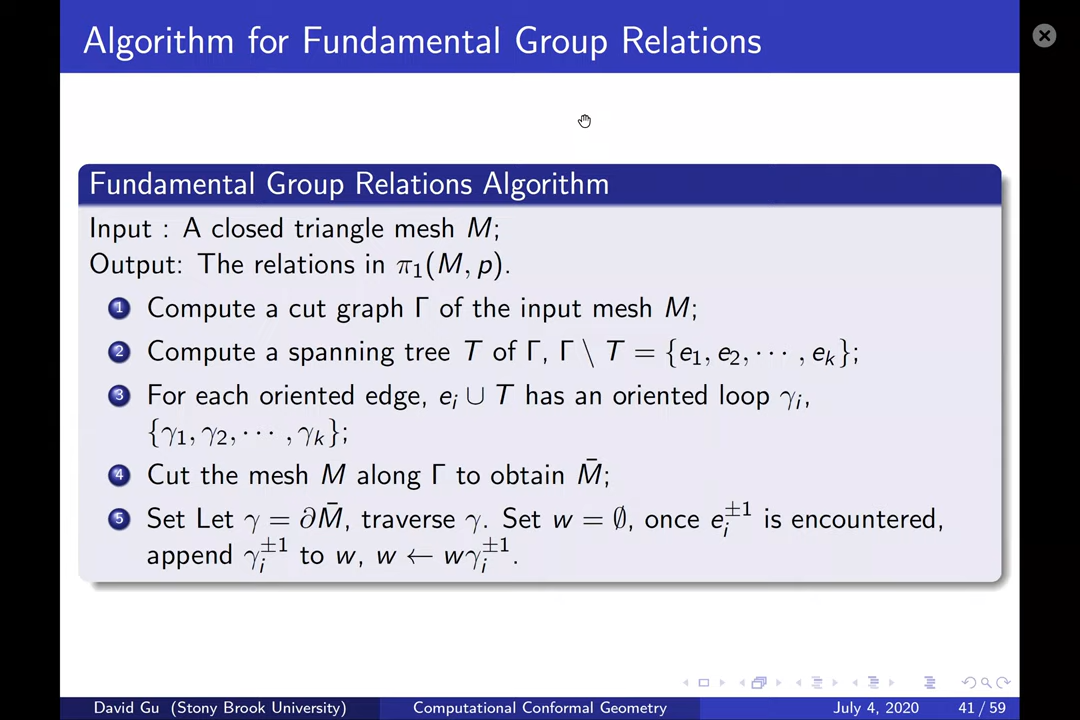 Algorithm for Fundamental Group Relations
Fundamental Group Relations Algorithm
Input : A closed triangle mesh M;
Output: The relations in π₁(M, p).
1 Compute a cut graph Γ of the input mesh M;
2 Compute a spanning tree T of Γ, Γ \ T = {e₁, e₂, ⋯ , eₖ};
3 For each oriented edge, eᵢ ∪ T has an oriented loop γᵢ,
{γ₁, γ₂, ⋯ , γₖ};
4 Cut the mesh M along Γ to obtain M̄;
5 Set Let γ = ∂M̄, traverse γ. Set w = ∅, once eᵢ^±1 is encountered,
append γᵢ^±1 to w, w ← wγᵢ^±1.
David Gu (Stony Brook University) Computational Conformal Geometry July 4, 2020 41 / 59